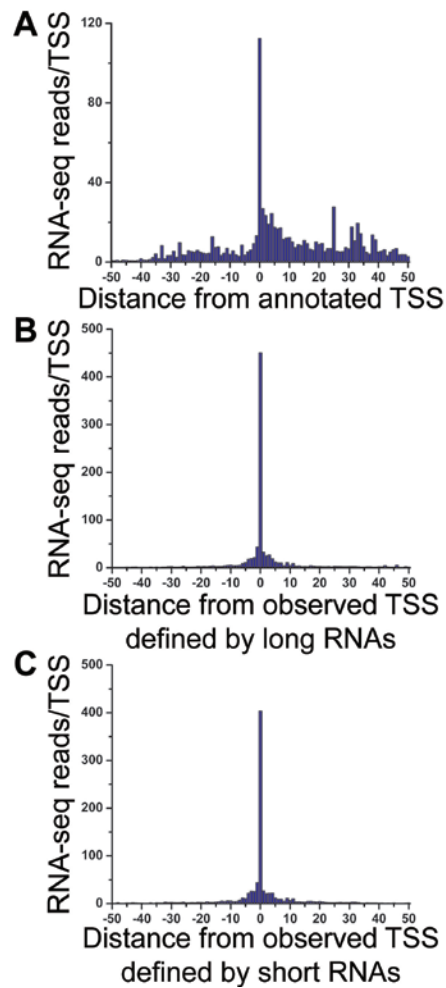 A
RNA-seq reads/TSS
120
80
40
0
-50 -40 -30 -20 -10 0 10 20 30 40 50
Distance from annotated TSS
B
RNA-seq reads/TSS
500
400
300
200
100
0
-50 -40 -30 -20 -10 0 10 20 30 40 50
Distance from observed TSS
defined by long RNAs
C
RNA-seq reads/TSS
500
400
300
200
100
0
-50 -40 -30 -20 -10 0 10 20 30 40 50
Distance from observed TSS
defined by short RNAs